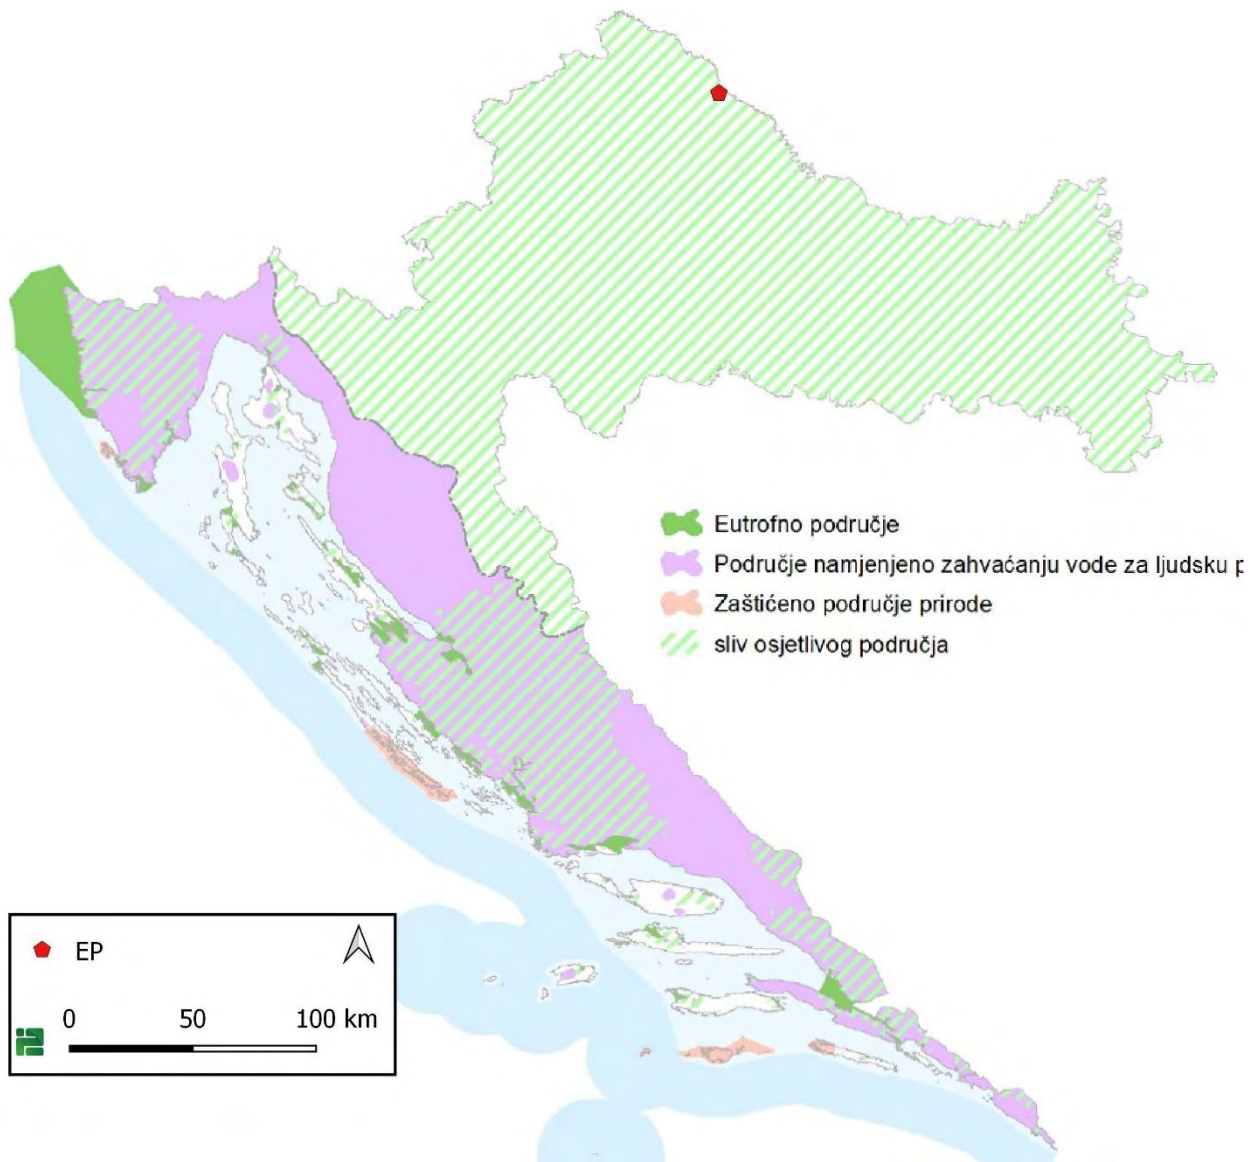 Eutrofno područje
Područje namjenjeno zahvaćanju vode za ljudsku p
Zaštićeno područje prirode
sliv osjetlivog područja
EP
0 50 100 km